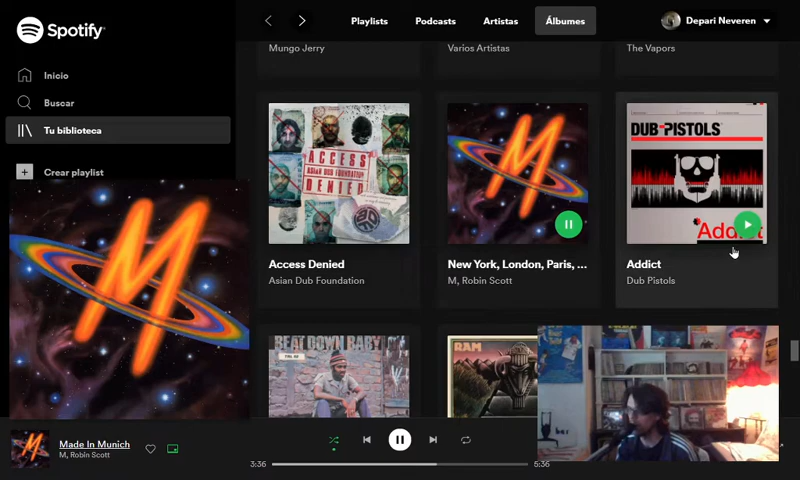 Spotify
Playlists
Podcasts
Artistas
Álbumes
Depari Neveren
Inicio
Buscar
Tu biblioteca
Crear playlist
Mungo Jerry
Varios Artistas
The Vapors
ACCESS
ASIAN DUB FOUNDATION
DENIED
M
DUB PISTOLS
Addict
Access Denied
Asian Dub Foundation
New York, London, Paris, ...
M, Robin Scott
Addict
Dub Pistols
M
BEAT DOWN BABY
RAM
Made In Munich
M, Robin Scott
3:36
5:36